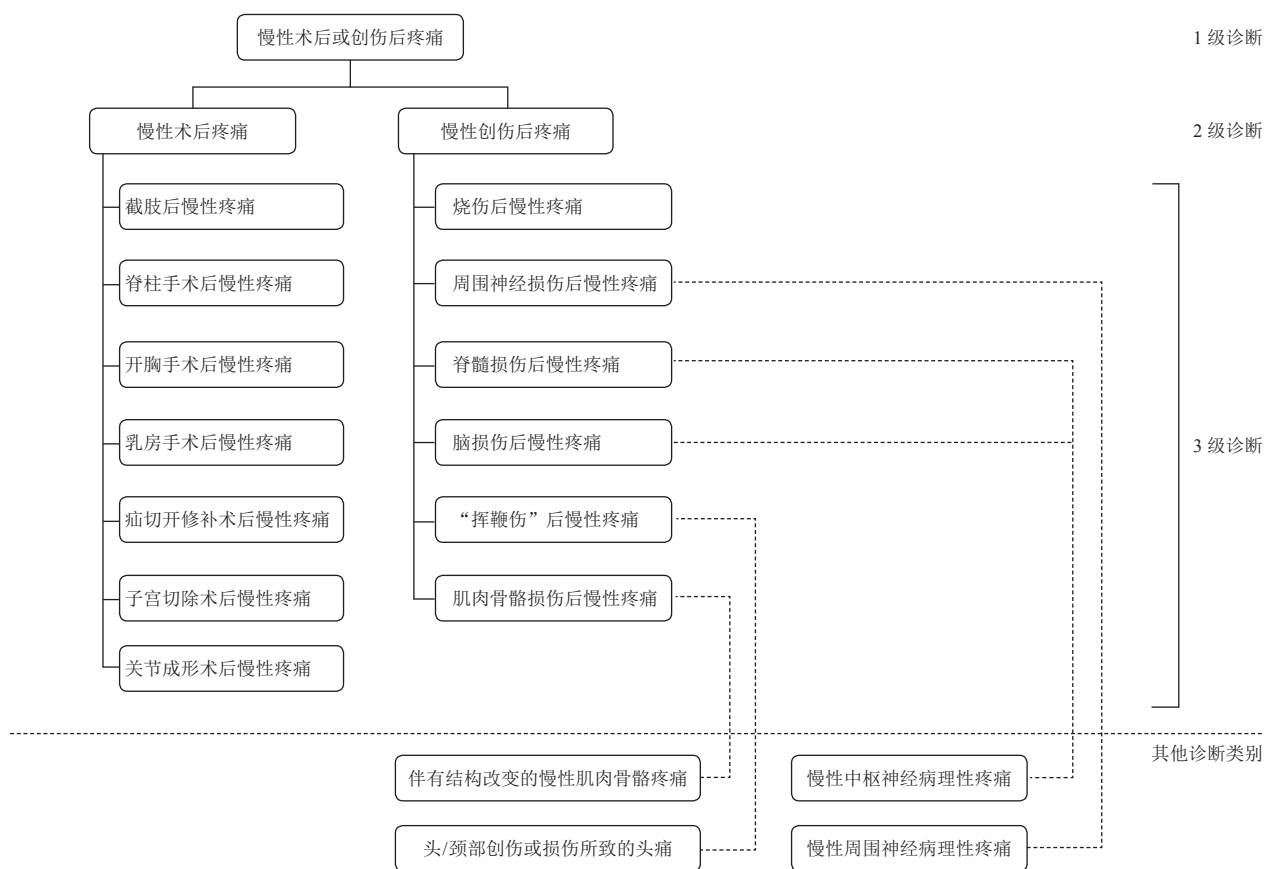 慢性术后或创伤后疼痛
1 级诊断
慢性术后疼痛
慢性创伤后疼痛
2 级诊断
截肢后慢性疼痛
烧伤后慢性疼痛
脊柱手术后慢性疼痛
周围神经损伤后慢性疼痛
开胸手术后慢性疼痛
脊髓损伤后慢性疼痛
乳房手术后慢性疼痛
脑损伤后慢性疼痛
3 级诊断
疝切开修补术后慢性疼痛
“挥鞭伤”后慢性疼痛
子宫切除术后慢性疼痛
肌肉骨骼损伤后慢性疼痛
关节成形术后慢性疼痛
其他诊断类别
伴有结构改变的慢性肌肉骨骼疼痛
慢性中枢神经病理性疼痛
头/颈部创伤或损伤所致的头痛
慢性周围神经病理性疼痛